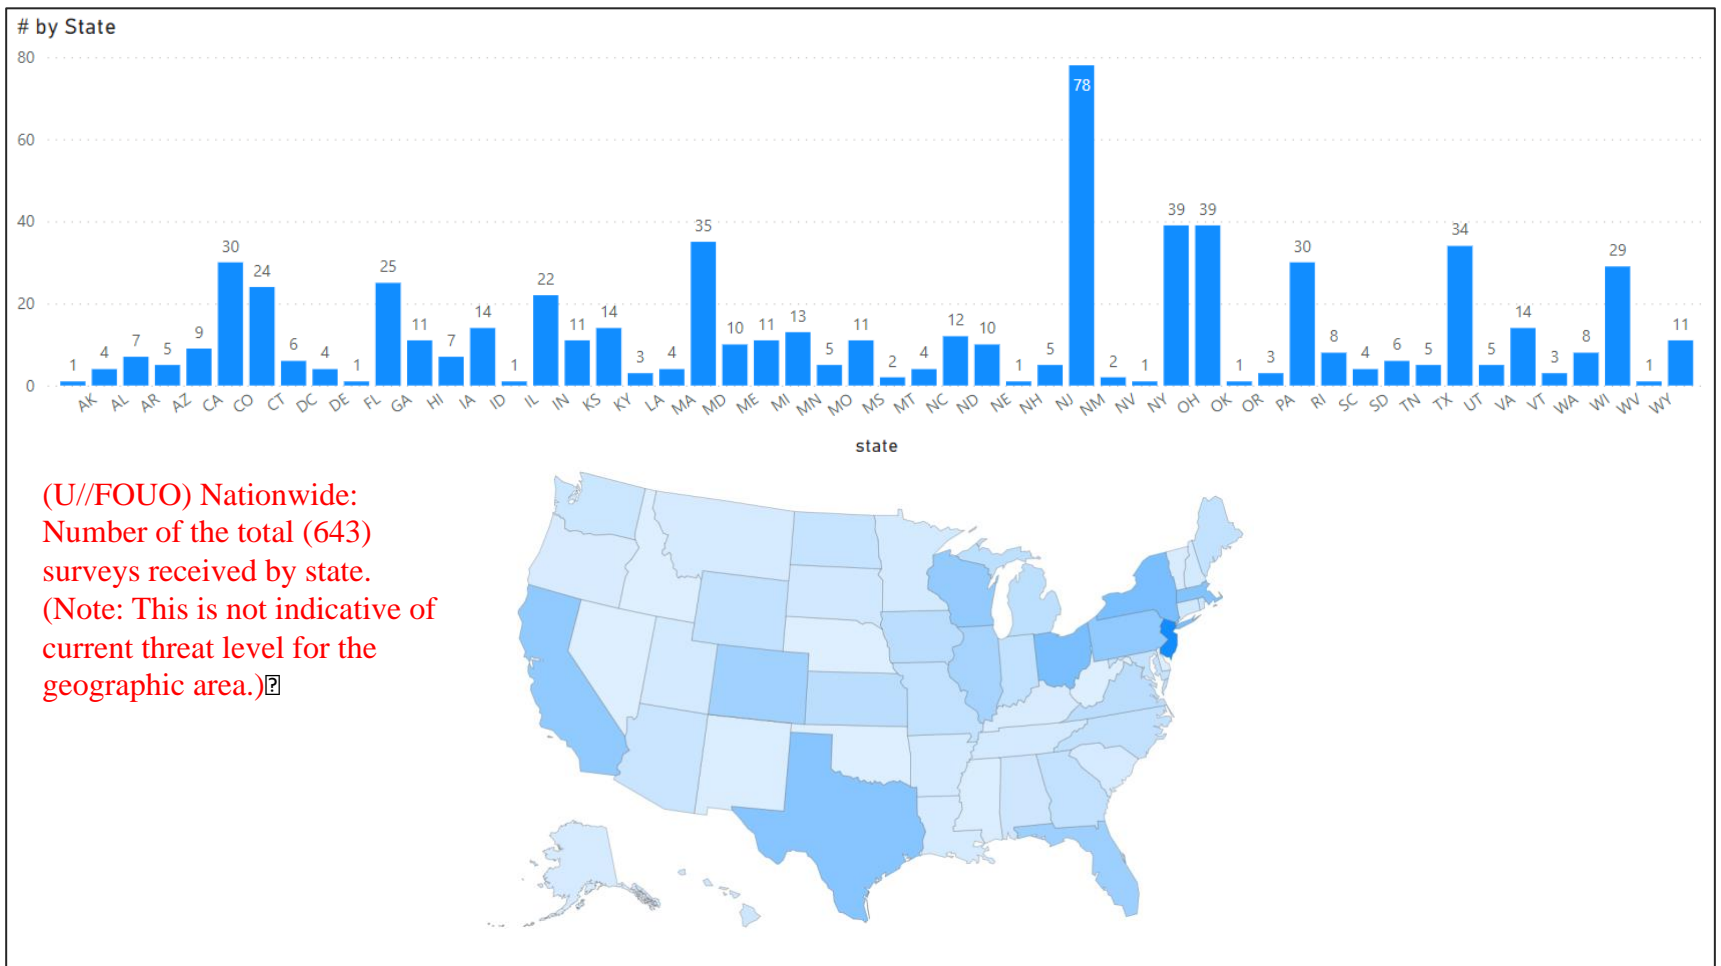 # by State
80
60
40
20
0
1 4 7 5 9 30 24 6 4 1 25 11 7 14 1 22 11 14 3 4 35 10 11 13 5 11 2 4 12 10 1 5 78 2 1 39 39 1 3 30 8 4 6 5 34 5 14 3 8 29 1 11
AK AL AR AZ CA CO CT DC DE FL GA HI IA ID IL IN KS KY LA MA MD ME MI MN MO MS MT NC ND NE NH NJ NM NV NY OH OK OR PA RI SC SD TN TX UT VA VT WA WI WV WY
state
(U//FOUO) Nationwide:
Number of the total (643)
surveys received by state.
(Note: This is not indicative of
current threat level for the
geographic area.)